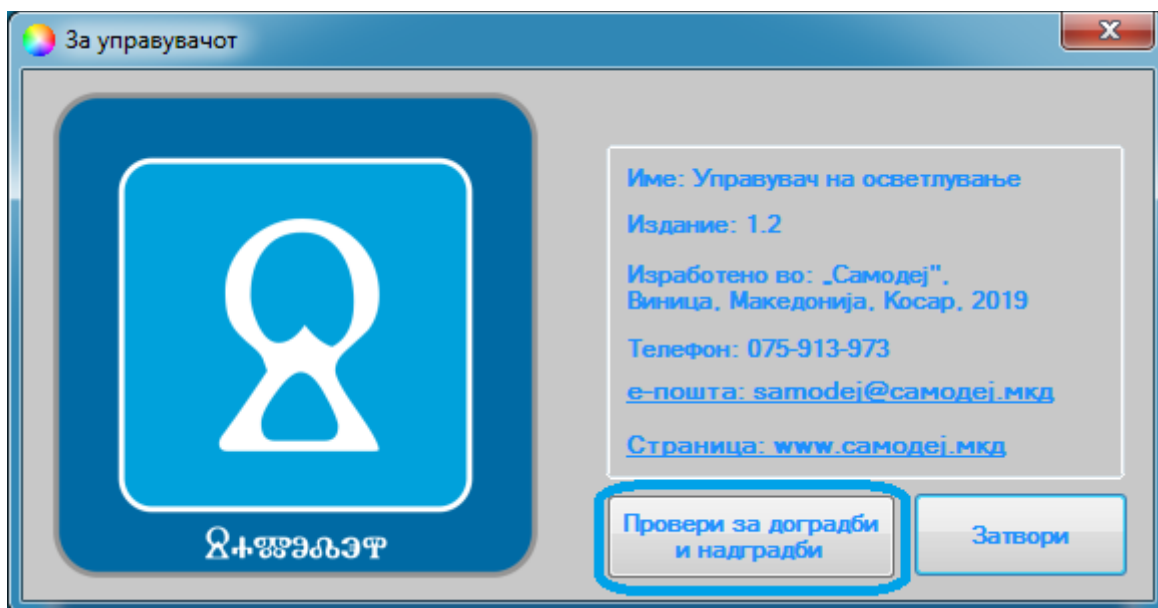 За управувачот
Име: Управувач на осветлување
Издание: 1.2
Изработено во: „Самодеј",
Виница, Македонија, Косар, 2019
Телефон: 075-913-973
е-пошта: samodej@самодеј.мкд
Страница: www.самодеј.мкд
Провери за доградби
и надградби
Затвори